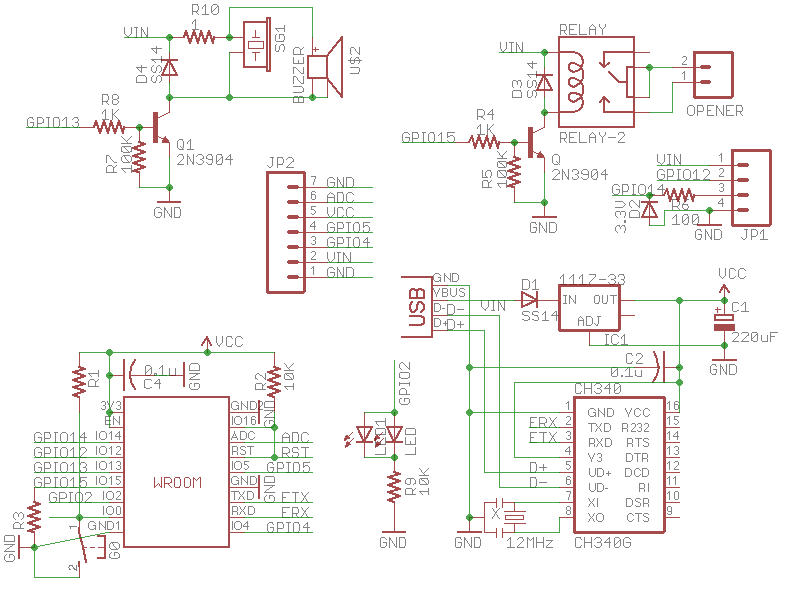 R10
1
VIN
D4
SS14
SG1
BUZZER
U$2
R8
1K
GPIO13
R7
100K
Q1
2N3904
GND
RELAY
VIN
D3
SS14
RELAY-2
2
1
OPENER
R4
1K
GPIO15
R5
100K
Q
2N3904
GND
VIN 1
GPIO12 2
GPIO14 3
4
R6
100
3.3V
D2
GND
JP1
JP2
7 GND
6 ADC
5 VCC
4 GPIO5
3 GPIO4
2 VIN
1 GND
USB
GND
VBUS
D- D-
D+ D+
VIN
D1
SS14
1117-33
IN OUT
ADJ
IC1
VCC
C1
220uF
GND
C2
0.1u
VCC
0.1u
C4
GND
R1
R2
10K
3V3
EN
GPIO14 IO14
GPIO12 IO12
GPIO13 IO13
GPIO15 IO15
GPIO2 IO2
IO0
GND1
WROOM
GND2
GND
IO16
ADC ADC
RST RST
IO5 GPIO5
GND
GND
TXD ETX
RXD ERX
IO4 GPIO4
R3
GND
1
2
G0
GPIO2
LED1
LED
R9
10K
GND
CH340
1 GND VCC 16
ERX 2 TXD R232 15
ETX 3 RXD RTS 14
4 V3 DTR 13
D+ 5 UD+ DCD 12
D- 6 UD- RI 11
7 XI DSR 10
8 XO CTS 9
CH340G
X
12MHz
GND